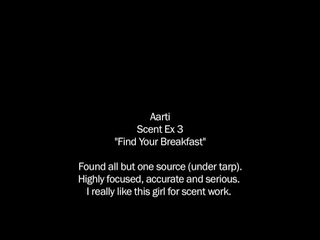 Aarti
Scent Ex 3
"Find Your Breakfast"
Found all but one source (under tarp).
Highly focused, accurate and serious.
I really like this girl for scent work.